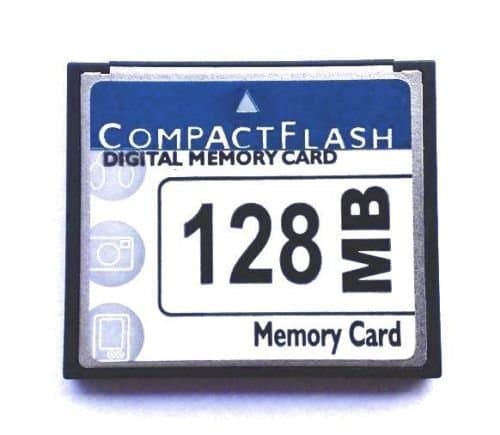 COMPACTFLASH
DIGITAL MEMORY CARD
128 MB
Memory Card